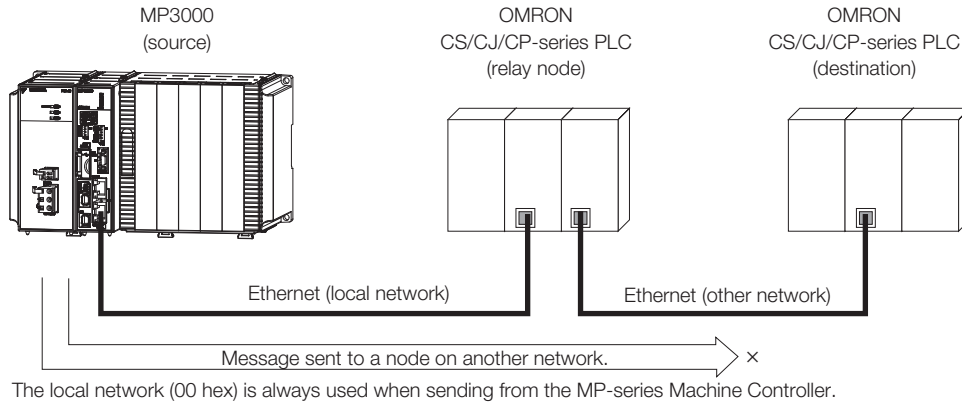 MP3000
(source)
OMRON
CS/CJ/CP-series PLC
(relay node)
OMRON
CS/CJ/CP-series PLC
(destination)
Ethernet (local network)
Ethernet (other network)
Message sent to a node on another network.
×
The local network (00 hex) is always used when sending from the MP-series Machine Controller.